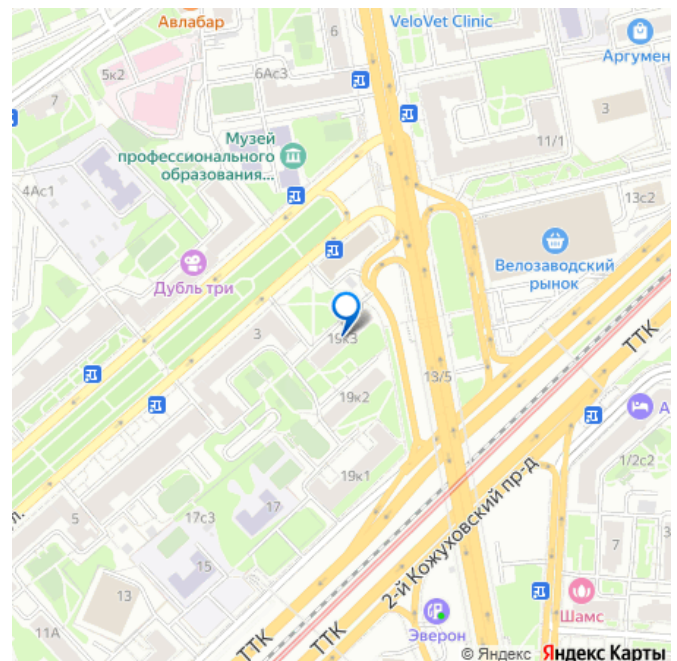 Авлабар
VeloVet Clinic
6
Аргумен
5к2
6Ас3
7
3
Музей
профессионального
образования...
11/1
4Ас1
13с2
Велозаводский
рынок
Дубль три
ТТК
3
19к3
13/5
19к2
А
1/2с2
19к1
л.
5
17с3
17
2-й Кожуховский пр-д
7
3
15
13
Шамс
11А
Эверон
ТТК
ТТК
© Яндекс Яндекс Карты